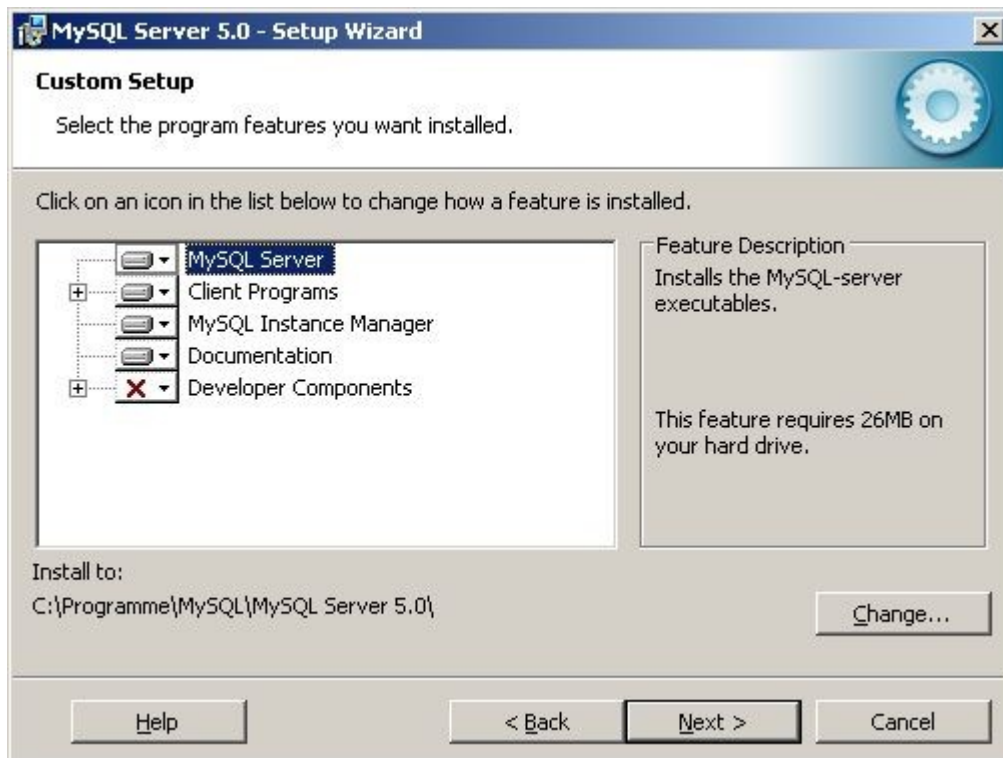 MySQL Server 5.0 - Setup Wizard
Custom Setup
Select the program features you want installed.
Click on an icon in the list below to change how a feature is installed.
MySQL Server
Client Programs
MySQL Instance Manager
Documentation
Developer Components
Feature Description
Installs the MySQL-server
executables.
This feature requires 26MB on
your hard drive.
Install to:
C:\Programme\MySQL\MySQL Server 5.0\
Change...
Help
< Back
Next >
Cancel